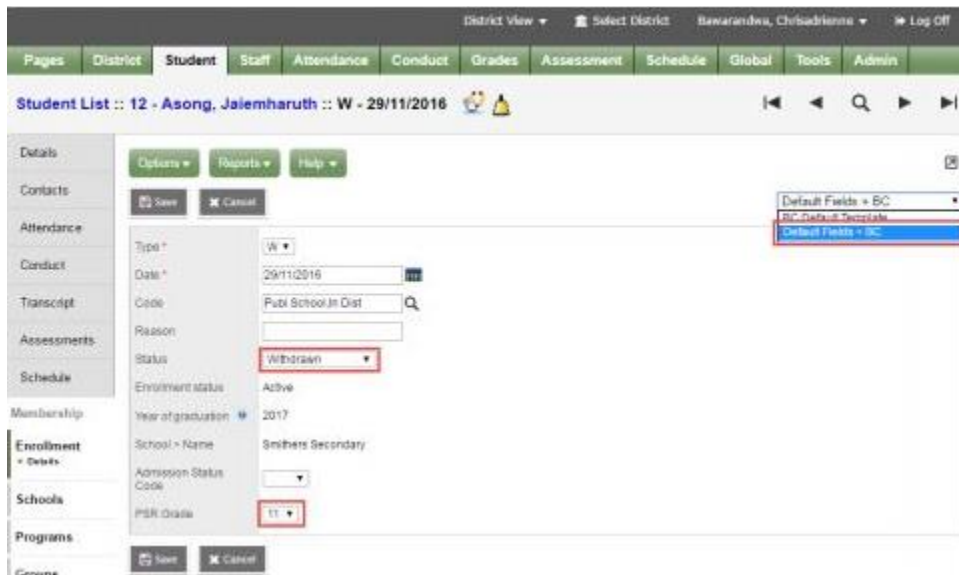 District View Select District Bawarandwa, Chrisadrienne Log Off
Pages District Student Staff Attendance Conduct Grades Assessment Schedule Global Tools Admin
Student List :: 12 - Asong, Jaiemharuth :: W - 29/11/2016
Details
Options Reports Help
Contacts
Save Cancel
Default Fields + BC
Attendance
BC Default Template
Default Fields + BC
Type * W
Conduct
Date * 29/11/2016
Transcript
Code Publ School,In Dist
Reason
Assessments
Status Withdrawn
Schedule
Enrolment status Active
Membership
Year of graduation 2017
Enrollment
School > Name Smithers Secondary
Details
Admission Status
Code
Schools
PSR Grade 11
Programs
Save Cancel
Groups